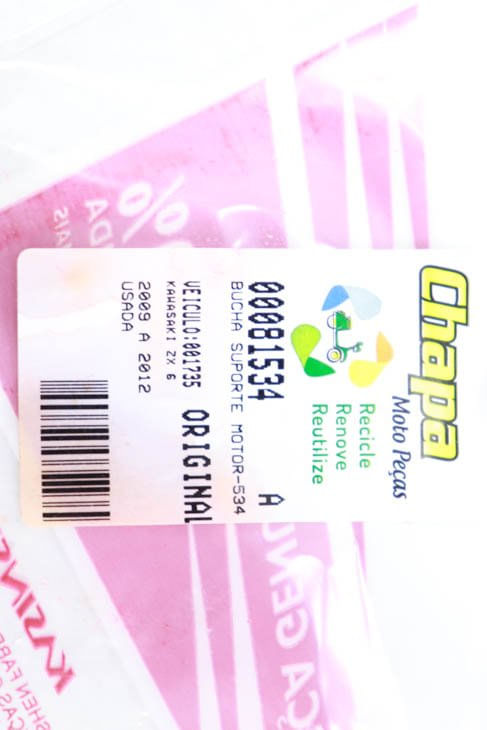 Chapa
Moto Peças
Recicle
Renove
Reutilize
00081534 A
BUCHA SUPORTE MOTOR-534
VEICULO:001735 ORIGINAL
KAWASAKI ZX 6
2009 A 2012
USADA